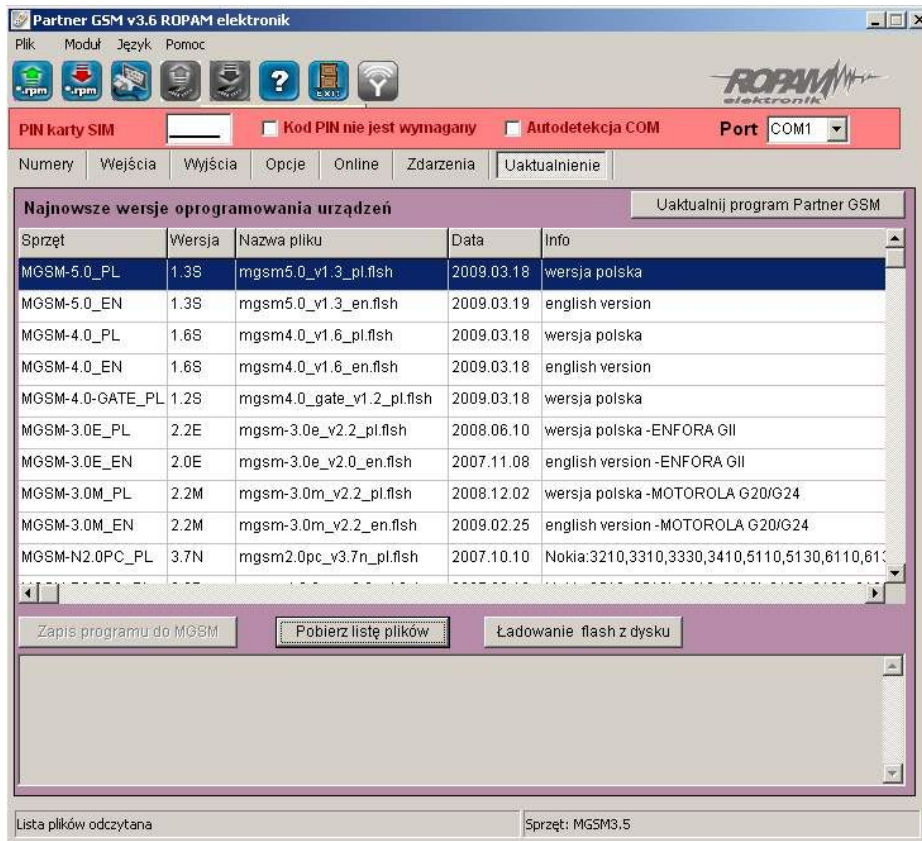 Partner GSM v3.6 ROPAM elektronik
Plik Moduł Język Pomoc
*.rpm *.rpm ? EXIT
ROPAM
elektronik
PIN karty SIM Kod PIN nie jest wymagany Autodetekcja COM Port COM1
Numery Wejścia Wyjścia Opcje Online Zdarzenia Uaktualnienie
Najnowsze wersje oprogramowania urządzeń Uaktualnij program Partner GSM
Sprzęt Wersja Nazwa pliku Data Info
MGSM-5.0_PL 1.3S mgsm5.0_v1.3_pl.flsh 2009.03.18 wersja polska
MGSM-5.0_EN 1.3S mgsm5.0_v1.3_en.flsh 2009.03.19 english version
MGSM-4.0_PL 1.6S mgsm4.0_v1.6_pl.flsh 2009.03.18 wersja polska
MGSM-4.0_EN 1.6S mgsm4.0_v1.6_en.flsh 2009.03.18 english version
MGSM-4.0-GATE_PL 1.2S mgsm4.0_gate_v1.2_pl.flsh 2009.03.18 wersja polska
MGSM-3.0E_PL 2.2E mgsm-3.0e_v2.2_pl.flsh 2008.06.10 wersja polska -ENFORA GII
MGSM-3.0E_EN 2.0E mgsm-3.0e_v2.0_en.flsh 2007.11.08 english version -ENFORA GII
MGSM-3.0M_PL 2.2M mgsm-3.0m_v2.2_pl.flsh 2008.12.02 wersja polska -MOTOROLA G20/G24
MGSM-3.0M_EN 2.2M mgsm-3.0m_v2.2_en.flsh 2009.02.25 english version -MOTOROLA G20/G24
MGSM-N2.0PC_PL 3.7N mgsm2.0pc_v3.7n_pl.flsh 2007.10.10 Nokia:3210,3310,3330,3410,5110,5130,6110,61
Zapis programu do MGSM Pobierz listę plików Ładowanie flash z dysku
Lista plików odczytana Sprzęt: MGSM3.5